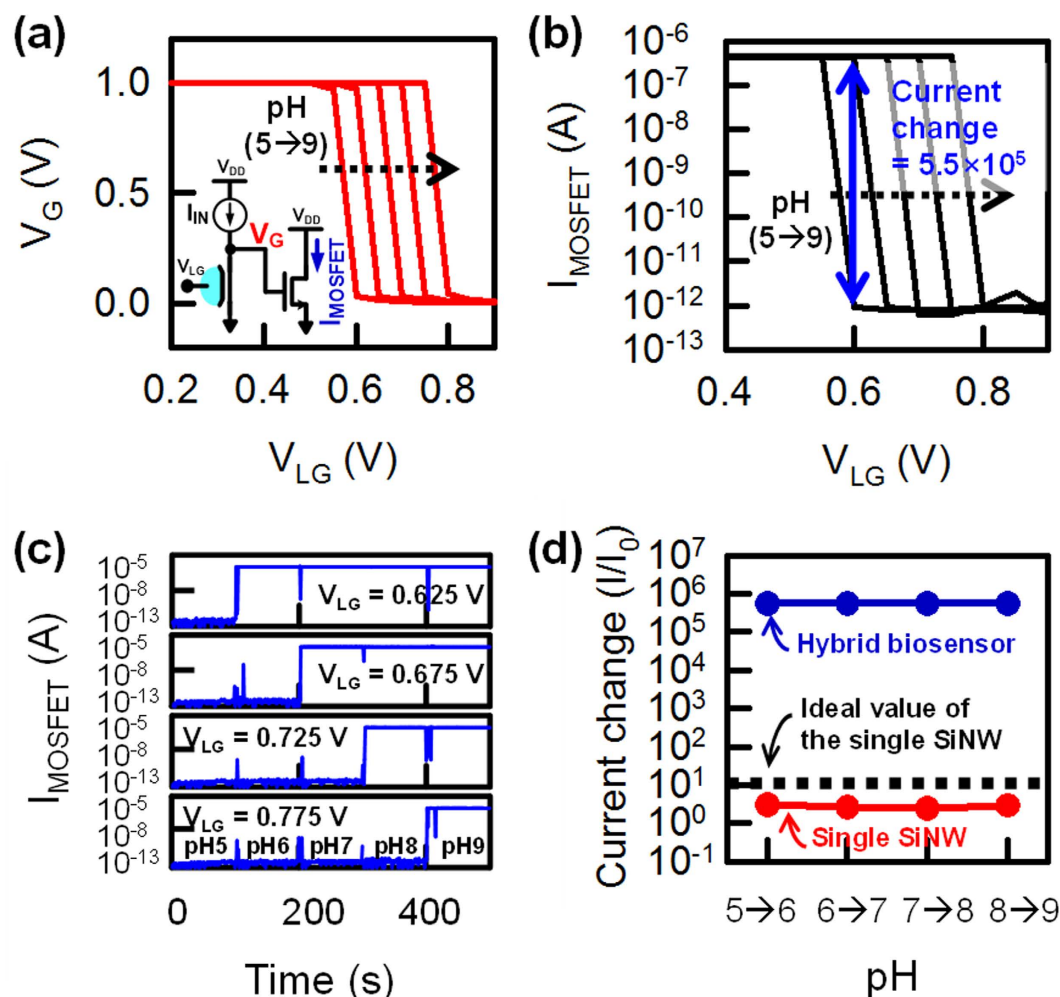 (a)
V_G (V)
1.0
0.5
0.0
pH
(5→9)
V_DD
I_IN
V_G
V_DD
V_LG
I_MOSFET
0.2 0.4 0.6 0.8
V_LG (V)
(b)
I_MOSFET (A)
10^-6
10^-7
10^-8
10^-9
10^-10
10^-11
10^-12
10^-13
Current
change
= 5.5×10^5
pH
(5→9)
0.4 0.6 0.8
V_LG (V)
(c)
I_MOSFET (A)
10^-5
10^-8
10^-13
V_LG = 0.625 V
10^-5
10^-8
10^-13
V_LG = 0.675 V
10^-5
10^-8
10^-13
V_LG = 0.725 V
10^-5
10^-8
10^-13
V_LG = 0.775 V
pH5 pH6 pH7 pH8 pH9
0 200 400
Time (s)
(d)
Current change (I/I_0)
10^7
10^6
10^5
10^4
10^3
10^2
10^1
10^0
10^-1
Hybrid biosensor
Ideal value of
the single SiNW
Single SiNW
5→6 6→7 7→8 8→9
pH